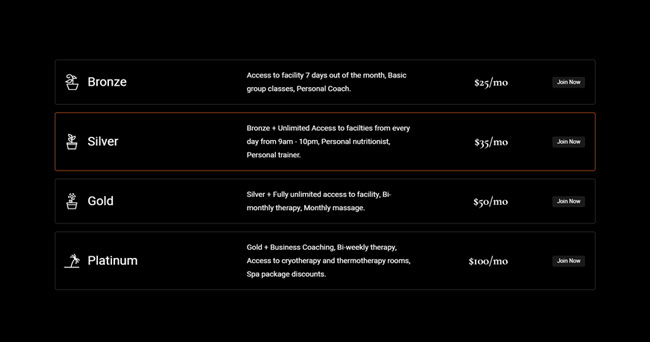 Bronze
Access to facility 7 days out of the month, Basic
group classes, Personal Coach.
$25/mo
Join Now
Silver
Bronze + Unlimited Access to facilties from every
day from 9am - 10pm, Personal nutritionist,
Personal trainer.
$35/mo
Join Now
Gold
Silver + Fully unlimited access to facility, Bi-
monthly therapy, Monthly massage.
$50/mo
Join Now
Platinum
Gold + Business Coaching, Bi-weekly therapy,
Access to cryotherapy and thermotherapy rooms,
Spa package discounts.
$100/mo
Join Now